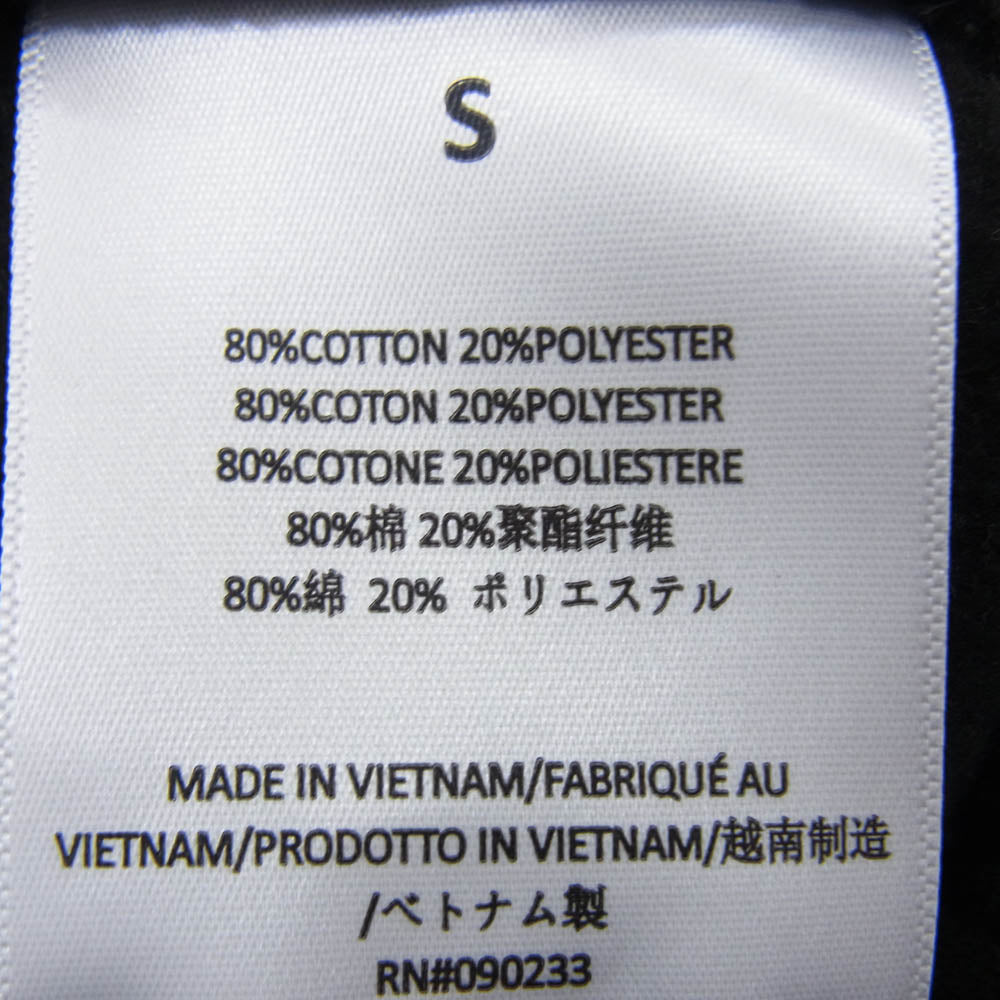 S
80%COTTON 20%POLYESTER
80%COTON 20%POLYESTER
80%COTONE 20%POLIESTERE
80%棉 20%聚酯纤维
80%綿 20% ポリエステル
MADE IN VIETNAM/FABRIQUÉ AU
VIETNAM/PRODOTTO IN VIETNAM/越南制造
/ベトナム製
RN#090233